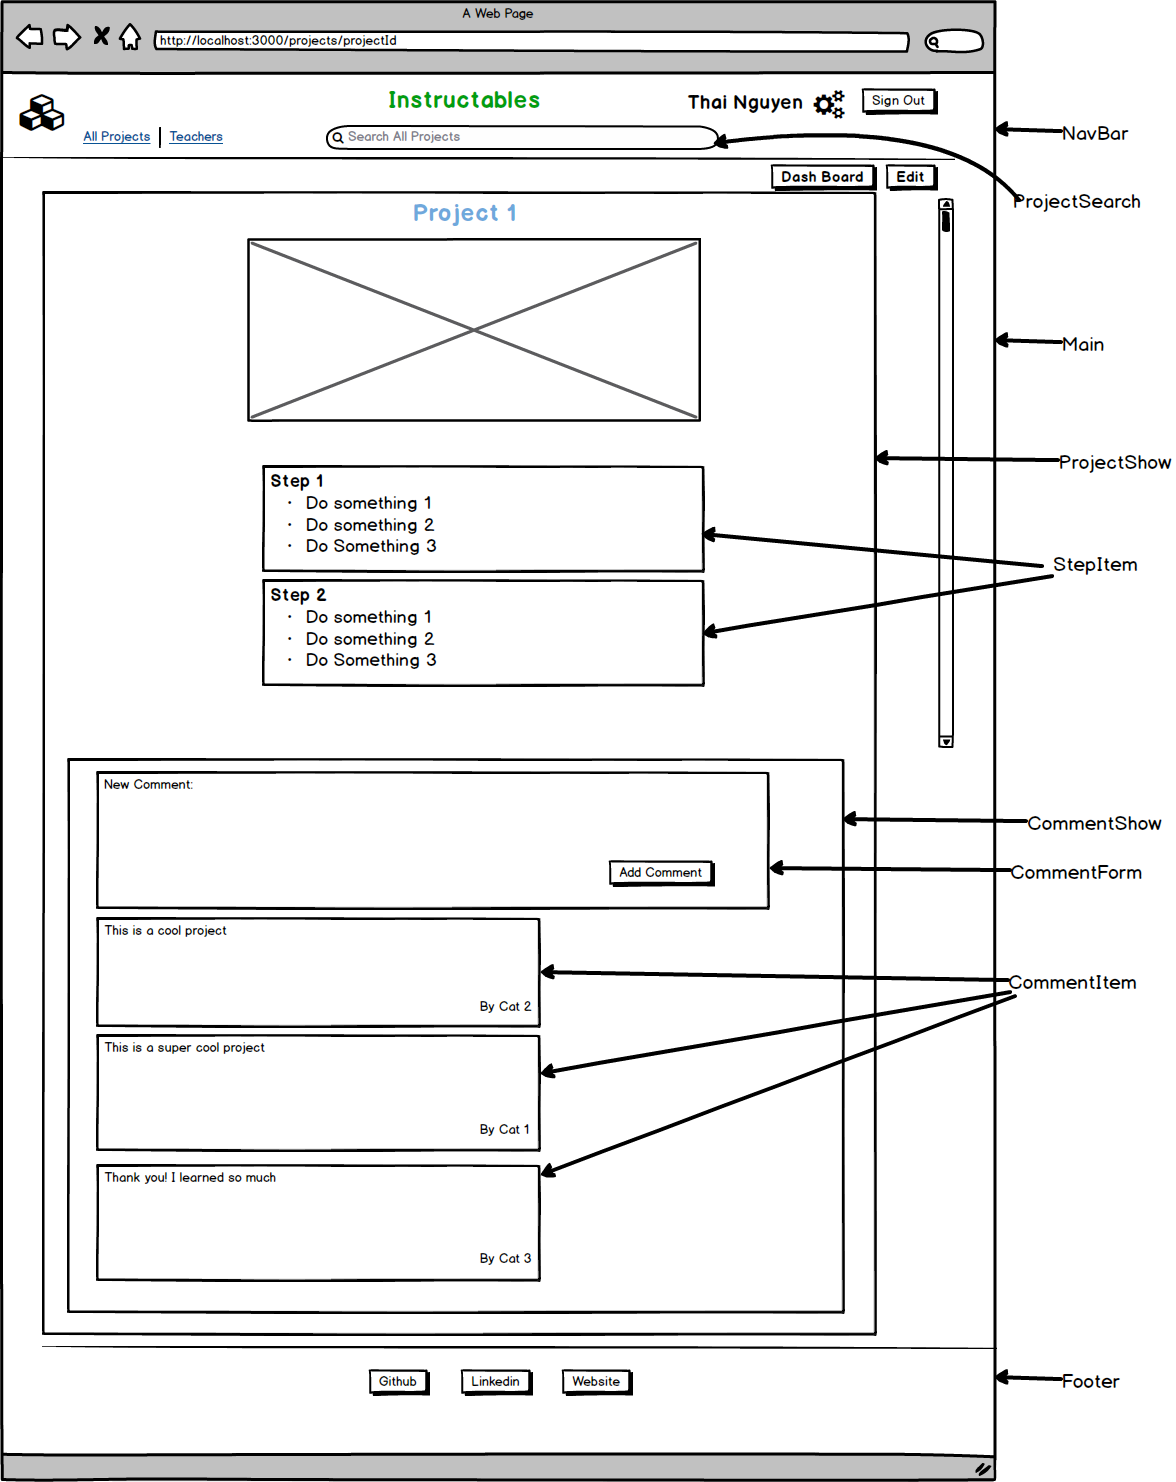 A Web Page
http://localhost:3000/projects/projectId
Instructables
Thai Nguyen
Sign Out
All Projects
Teachers
Search All Projects
NavBar
Dash Board
Edit
ProjectSearch
Project 1
Main
ProjectShow
Step 1
· Do something 1
· Do something 2
· Do Something 3
StepItem
Step 2
· Do something 1
· Do something 2
· Do Something 3
New Comment:
CommentShow
Add Comment
CommentForm
This is a cool project
CommentItem
By Cat 2
This is a super cool project
By Cat 1
Thank you! I learned so much
By Cat 3
Github
Linkedin
Website
Footer